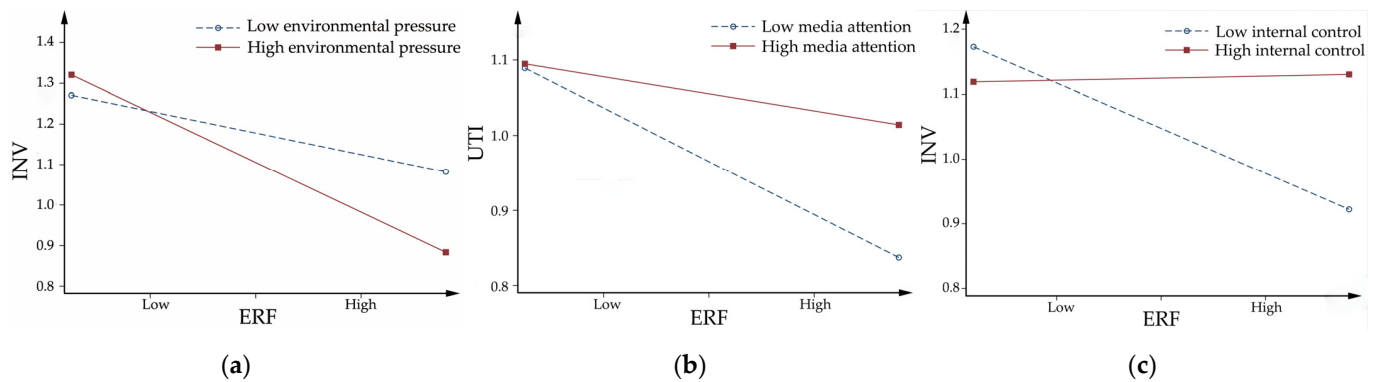 Low environmental pressure
High environmental pressure
1.4
1.3
1.2
1.1
1.0
0.9
0.8
INV
Low
High
ERF
(a)
Low media attention
High media attention
1.1
1.0
0.9
0.8
UTI
Low
High
ERF
(b)
Low internal control
High internal control
1.2
1.1
1.0
0.9
0.8
INV
Low
High
ERF
(c)